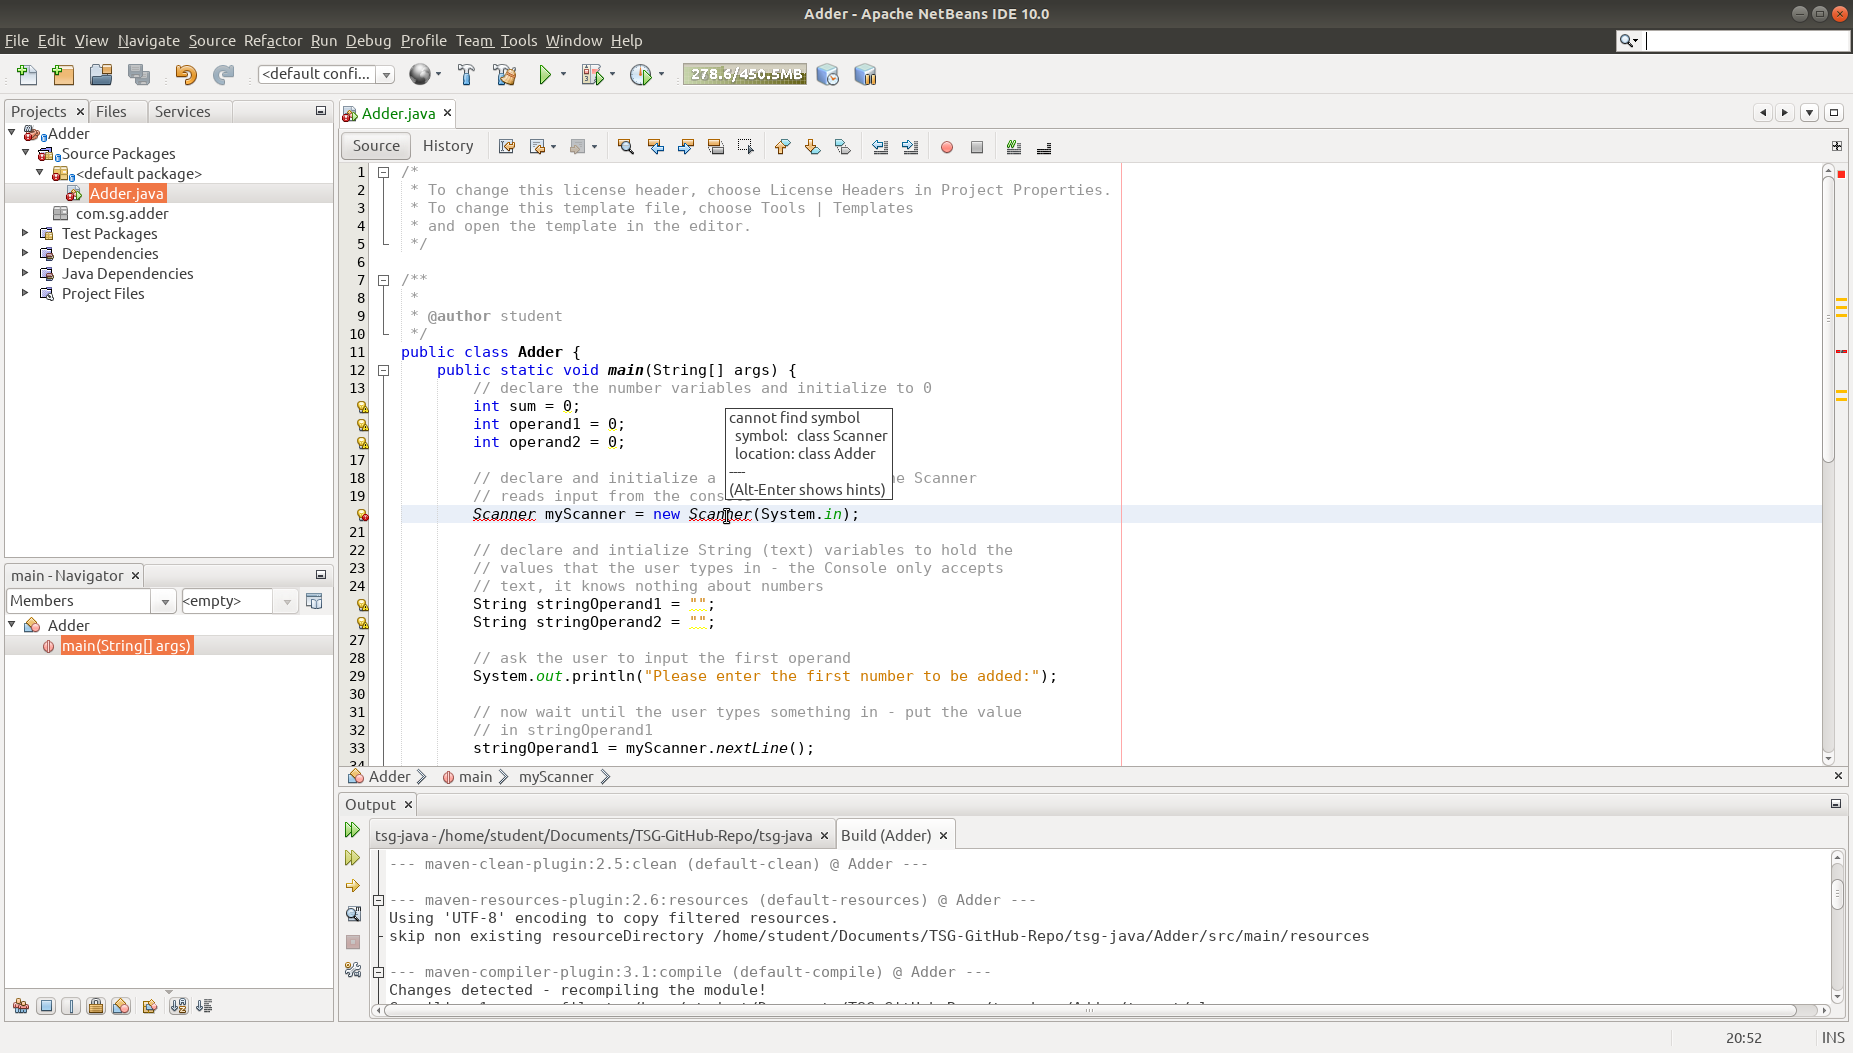 Adder - Apache NetBeans IDE 10.0
File Edit View Navigate Source Refactor Run Debug Profile Team Tools Window Help
<default confi...
278.6/450.5MB
Projects Files Services
Adder
Source Packages
<default package>
Adder.java
com.sg.adder
Test Packages
Dependencies
Java Dependencies
Project Files
main - Navigator
Members <empty>
Adder
main(String[] args)
Adder.java
Source History
1 /*
2 * To change this license header, choose License Headers in Project Properties.
3 * To change this template file, choose Tools | Templates
4 * and open the template in the editor.
5 */
6
7 /**
8 *
9 * @author student
10 */
11 public class Adder {
12 public static void main(String[] args) {
13 // declare the number variables and initialize to 0
int sum = 0;
int operand1 = 0;
int operand2 = 0;
17
18 // declare and initialize a Scanner
19 // reads input from the
Scanner myScanner = new Scanner(System.in);
21
22 // declare and intialize String (text) variables to hold the
23 // values that the user types in - the Console only accepts
24 // text, it knows nothing about numbers
String stringOperand1 = "";
String stringOperand2 = "";
27
28 // ask the user to input the first operand
29 System.out.println("Please enter the first number to be added:");
30
31 // now wait until the user types something in - put the value
32 // in stringOperand1
33 stringOperand1 = myScanner.nextLine();
34
cannot find symbol
symbol: class Scanner
location: class Adder
----
(Alt-Enter shows hints)
Adder main myScanner
Output
tsg-java - /home/student/Documents/TSG-GitHub-Repo/tsg-java Build (Adder)
--- maven-clean-plugin:2.5:clean (default-clean) @ Adder ---
--- maven-resources-plugin:2.6:resources (default-resources) @ Adder ---
Using 'UTF-8' encoding to copy filtered resources.
skip non existing resourceDirectory /home/student/Documents/TSG-GitHub-Repo/tsg-java/Adder/src/main/resources
--- maven-compiler-plugin:3.1:compile (default-compile) @ Adder ---
Changes detected - recompiling the module!
20:52 INS